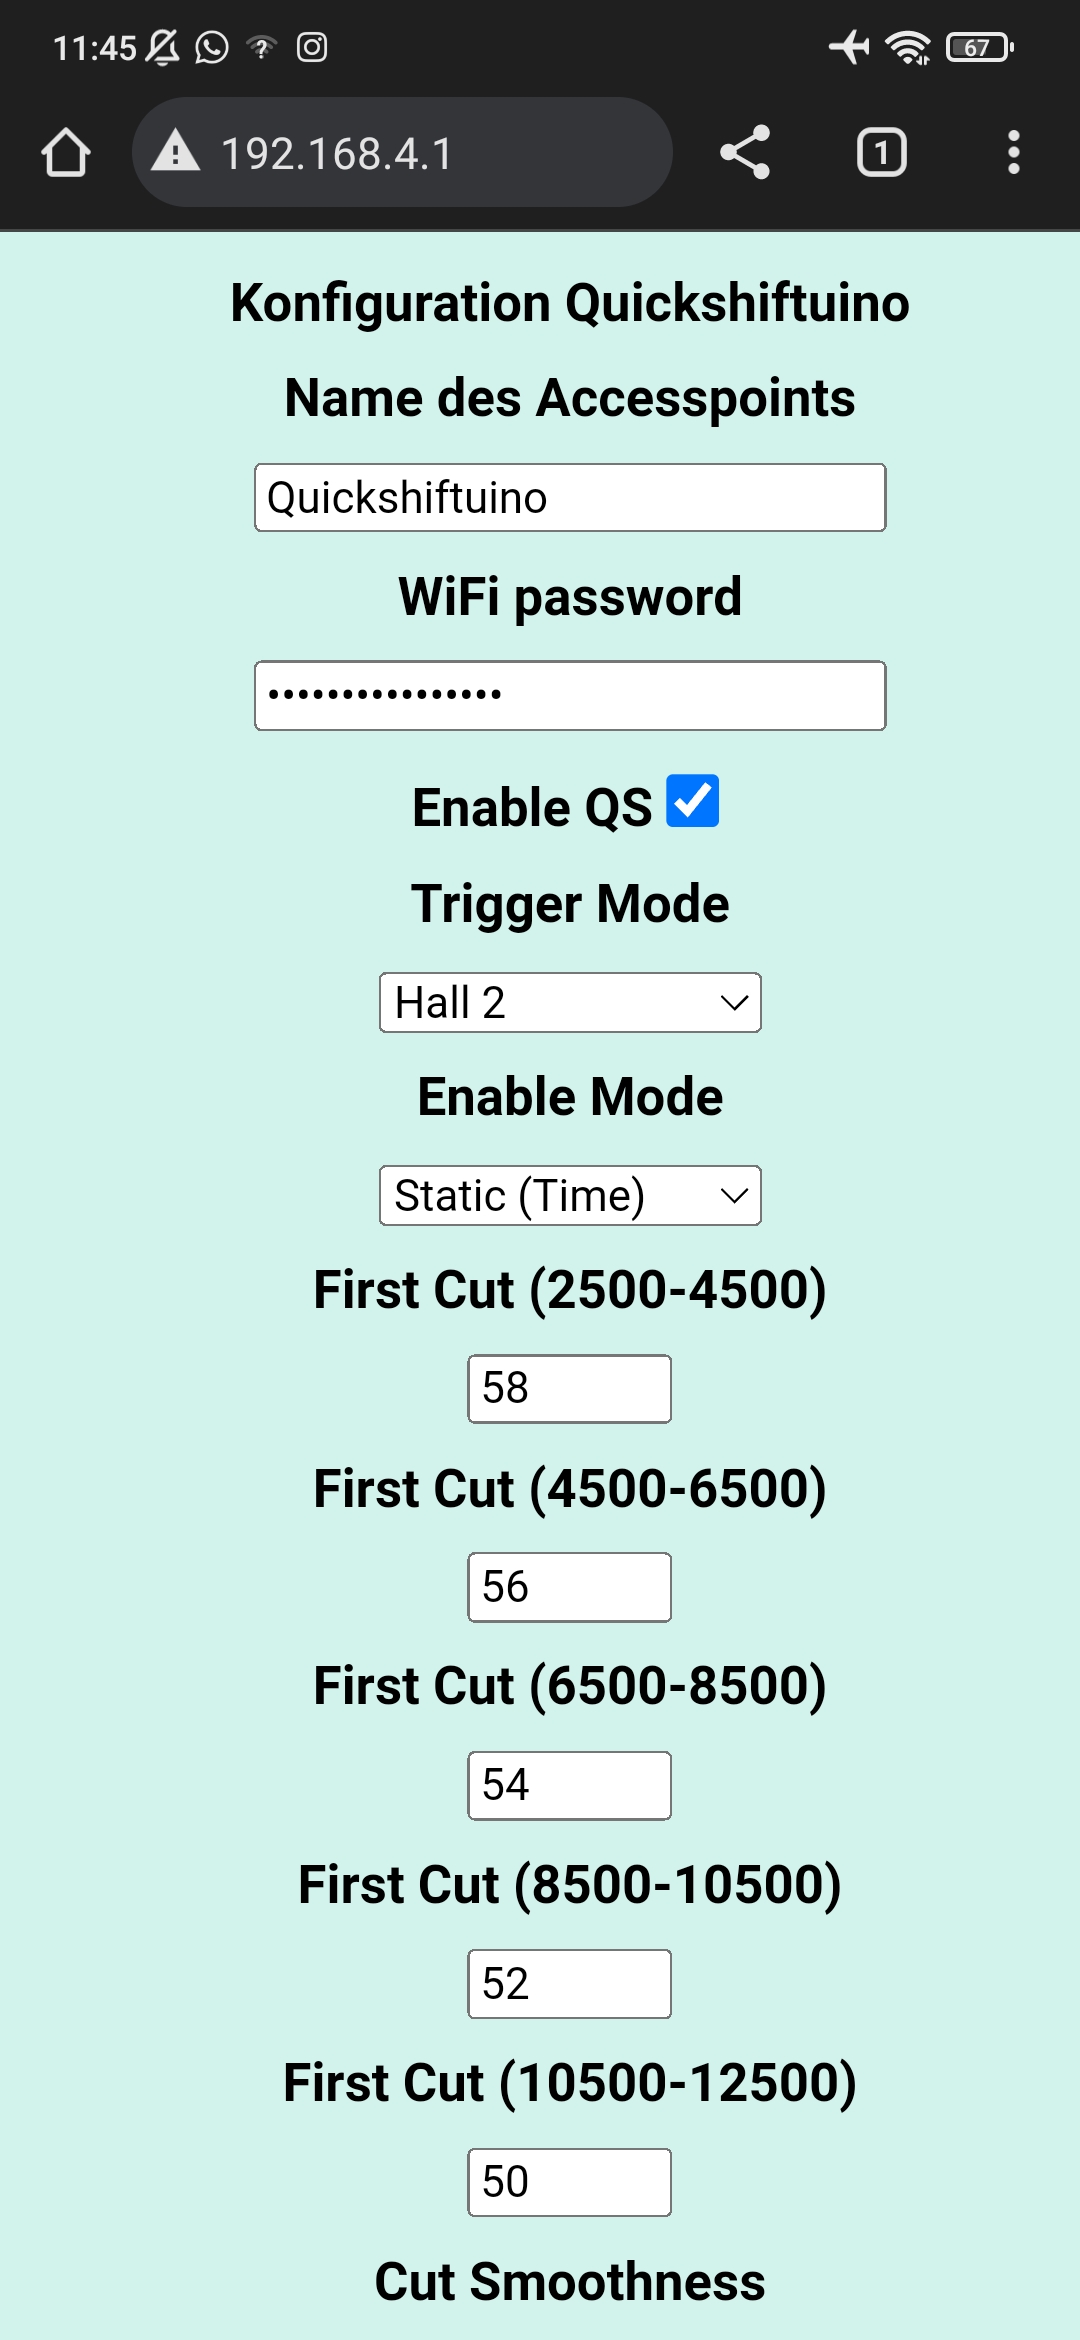 11:45
67
192.168.4.1
1
Konfiguration Quickshiftuino
Name des Accesspoints
Quickshiftuino
WiFi password
••••••••••••••••
Enable QS
Trigger Mode
Hall 2
Enable Mode
Static (Time)
First Cut (2500-4500)
58
First Cut (4500-6500)
56
First Cut (6500-8500)
54
First Cut (8500-10500)
52
First Cut (10500-12500)
50
Cut Smoothness